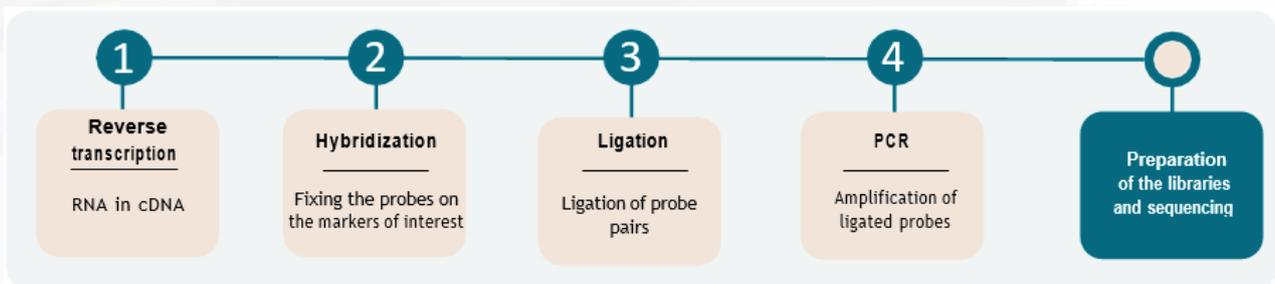 1
2
3
4
Reverse
transcription
RNA in cDNA
Hybridization
Fixing the probes on
the markers of interest
Ligation
Ligation of probe
pairs
PCR
Amplification of
ligated probes
Preparation
of the libraries
and sequencing